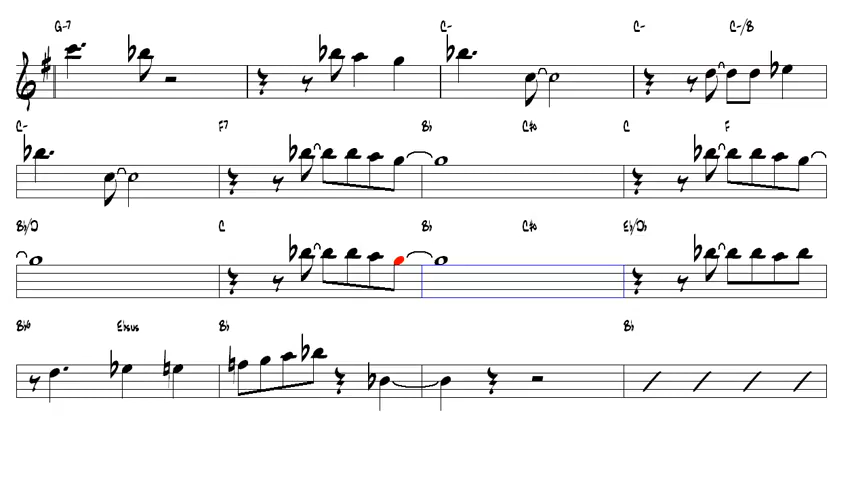 G-7 C- C- C-/B
C- F7 B♭ C F
B♭/D C B♭ E♭/D♭
B♭6 E♭sus B♭ B♭